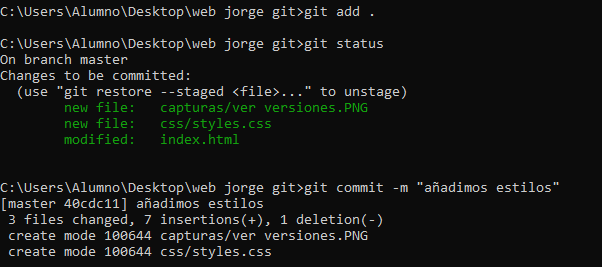 C:\Users\Alumno\Desktop\web jorge git>git add .
C:\Users\Alumno\Desktop\web jorge git>git status
On branch master
Changes to be committed:
  (use "git restore --staged <file>..." to unstage)
        new file:   capturas/ver versiones.PNG
        new file:   css/styles.css
        modified:   index.html
C:\Users\Alumno\Desktop\web jorge git>git commit -m "añadimos estilos"
[master 40cdc11] añadimos estilos
 3 files changed, 7 insertions(+), 1 deletion(-)
 create mode 100644 capturas/ver versiones.PNG
 create mode 100644 css/styles.css